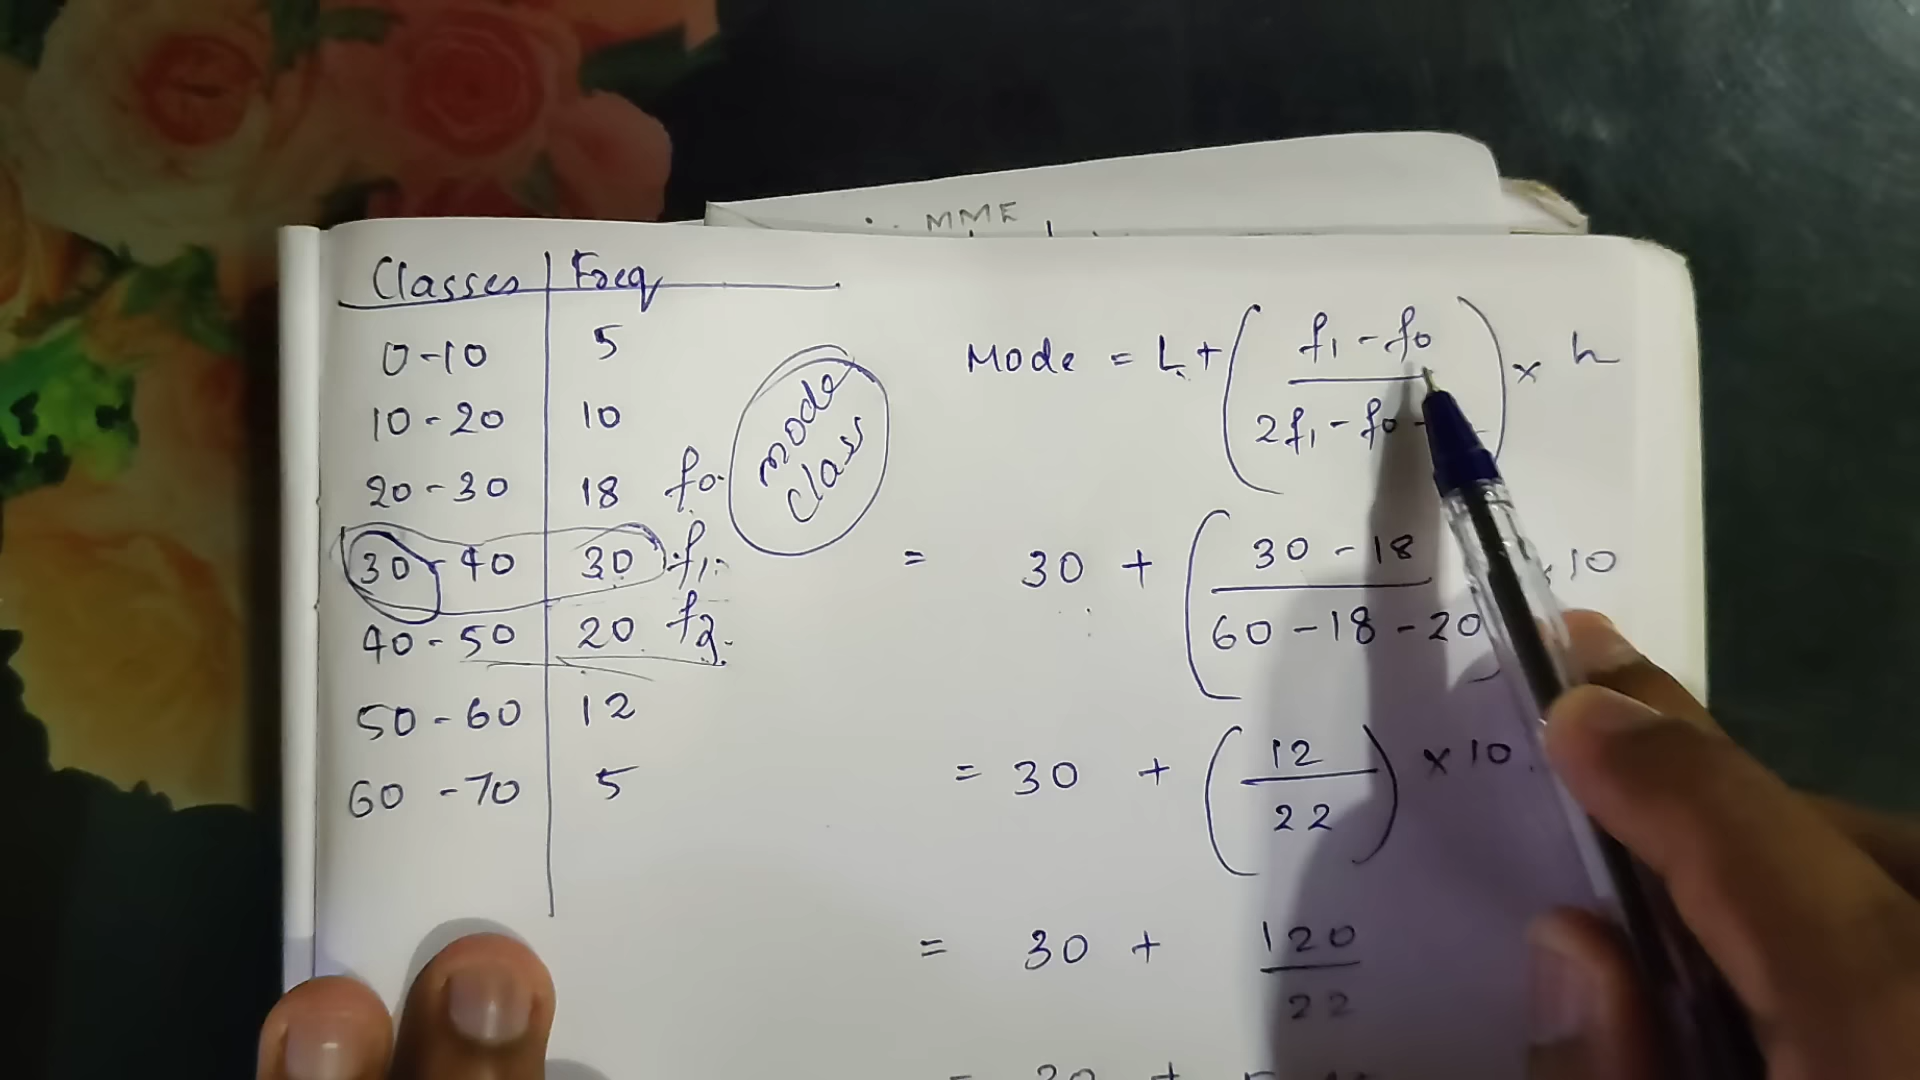 MME
Classes Freq
0-10 5
10-20 10
20-30 18 f0
30-40 30 f1
40-50 20 f2
50-60 12
60-70 5
mode
class
Mode = L + ( f1 - f0
2f1 - f0 - ) × h
= 30 + ( 30 - 18
60 - 18 - 20 ) × 10
= 30 + ( 12
22 ) × 10
= 30 + 120
22
= 30 +